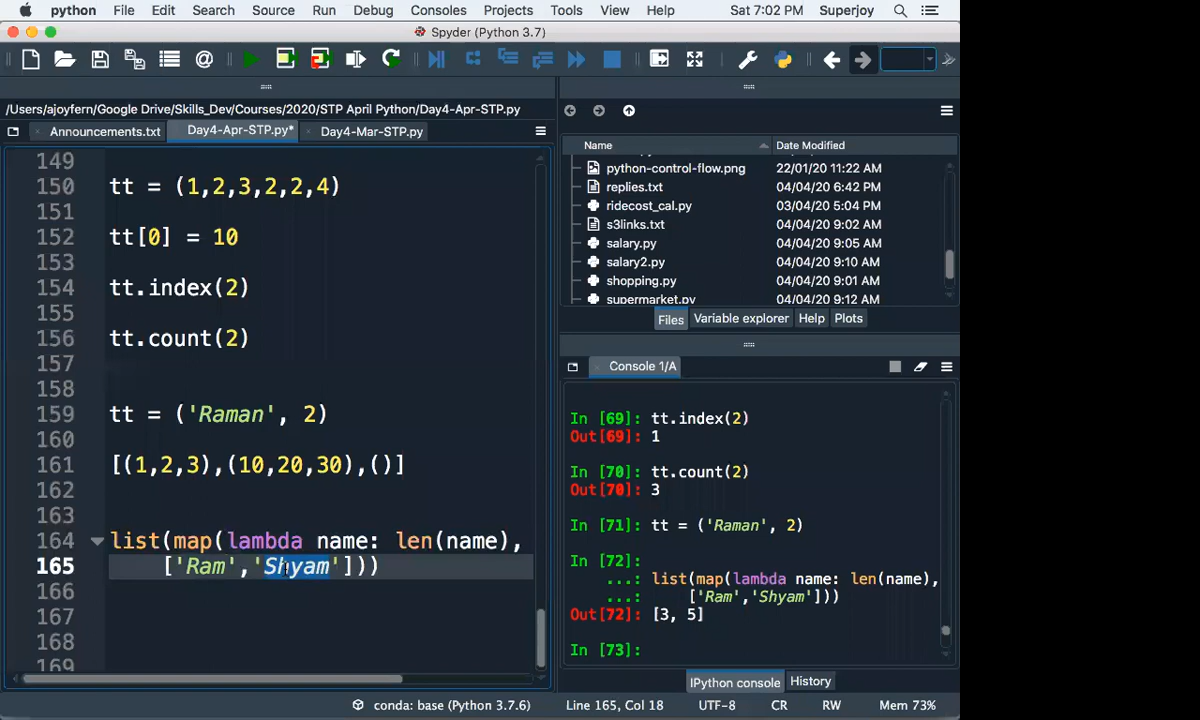 python File Edit Search Source Run Debug Consoles Projects Tools View Help Sat 7:02 PM Superjoy
Spyder (Python 3.7)
/Users/ajoyfern/Google Drive/Skills_Dev/Courses/2020/STP April Python/Day4-Apr-STP.py
Announcements.txt Day4-Apr-STP.py* Day4-Mar-STP.py
149
150 tt = (1,2,3,2,2,4)
151
152 tt[0] = 10
153
154 tt.index(2)
155
156 tt.count(2)
157
158
159 tt = ('Raman', 2)
160
161 [(1,2,3),(10,20,30),()]
162
163
164 list(map(lambda name: len(name),
165 ['Ram','Shyam']))
166
167
168
169
Name Date Modified
python-control-flow.png 22/01/20 11:22 AM
replies.txt 04/04/20 6:42 PM
ridecost_cal.py 03/04/20 5:04 PM
s3links.txt 04/04/20 9:02 AM
salary.py 04/04/20 9:05 AM
salary2.py 04/04/20 9:10 AM
shopping.py 04/04/20 9:01 AM
supermarket.py 04/04/20 9:12 AM
Files Variable explorer Help Plots
Console 1/A
In [69]: tt.index(2)
Out[69]: 1
In [70]: tt.count(2)
Out[70]: 3
In [71]: tt = ('Raman', 2)
In [72]:
...: list(map(lambda name: len(name),
...: ['Ram','Shyam']))
Out[72]: [3, 5]
In [73]:
IPython console History
conda: base (Python 3.7.6) Line 165, Col 18 UTF-8 CR RW Mem 73%